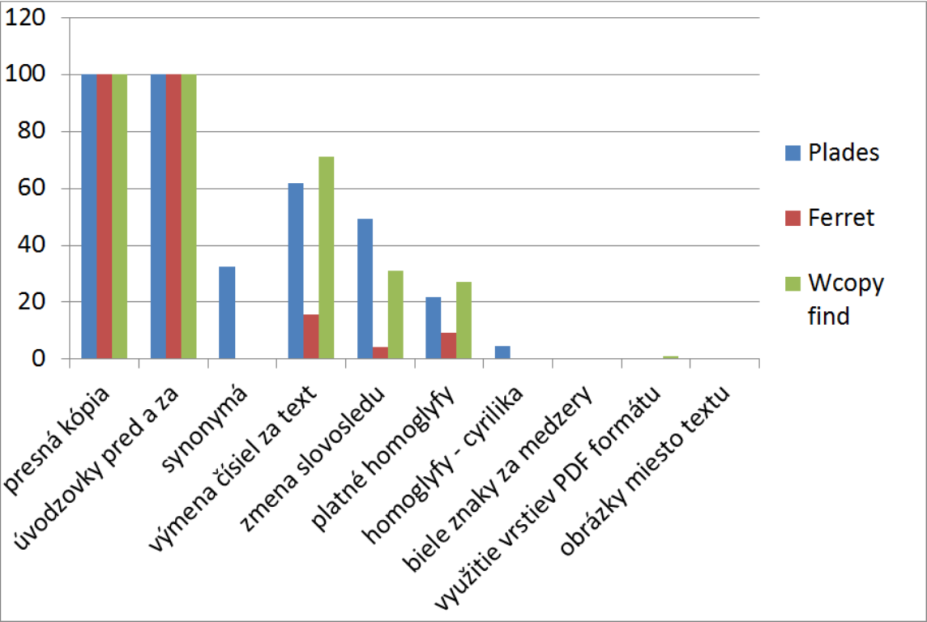 120
100
80
60
40
20
0
presná kópia
úvodzovky pred a za
synonymá
výmena čísiel za text
zmena slovosledu
platné homoglyfy
homoglyfy - cyrilika
biele znaky za medzery
využitie vrstiev PDF formátu
obrázky miesto textu
Plades
Ferret
Wcopy
find